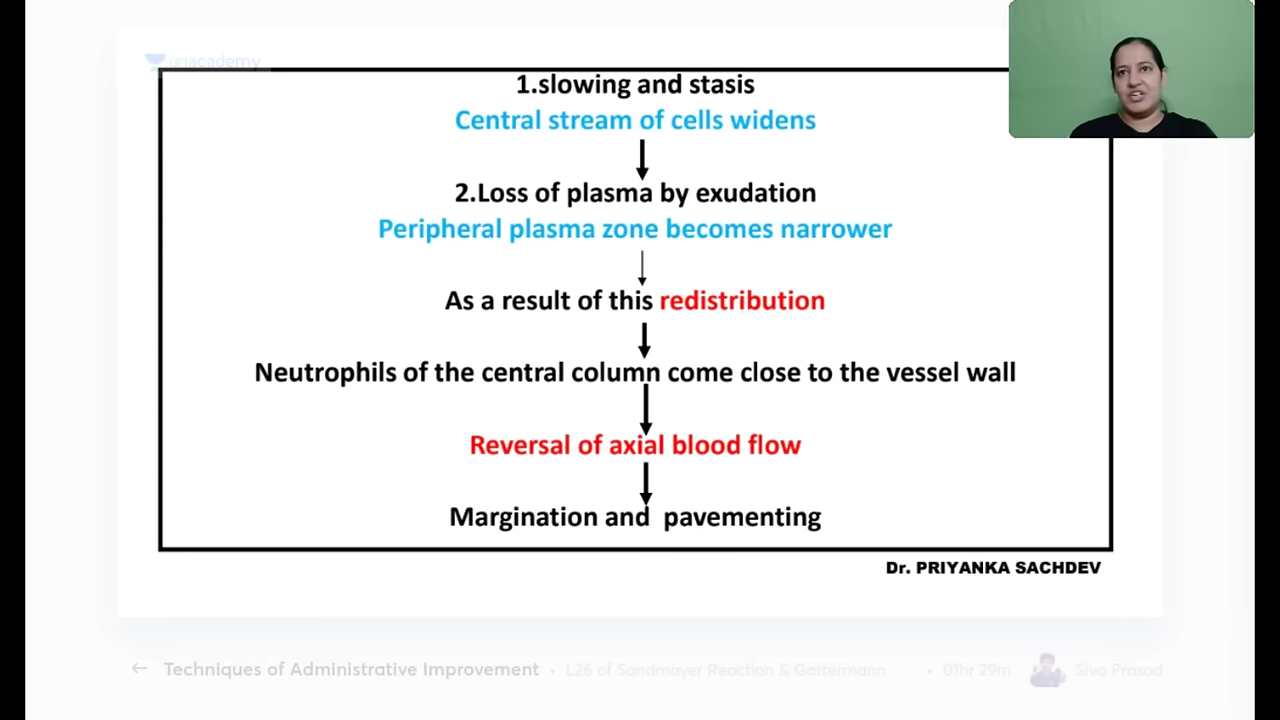 unacademy
1.slowing and stasis
Central stream of cells widens
2.Loss of plasma by exudation
Peripheral plasma zone becomes narrower
As a result of this redistribution
Neutrophils of the central column come close to the vessel wall
Reversal of axial blood flow
Margination and pavementing
Dr. PRIYANKA SACHDEV
← Techniques of Administrative Improvement • L26 of Sandmayer Reaction & Gattermann ... • 01hr 29m Siva Prasad